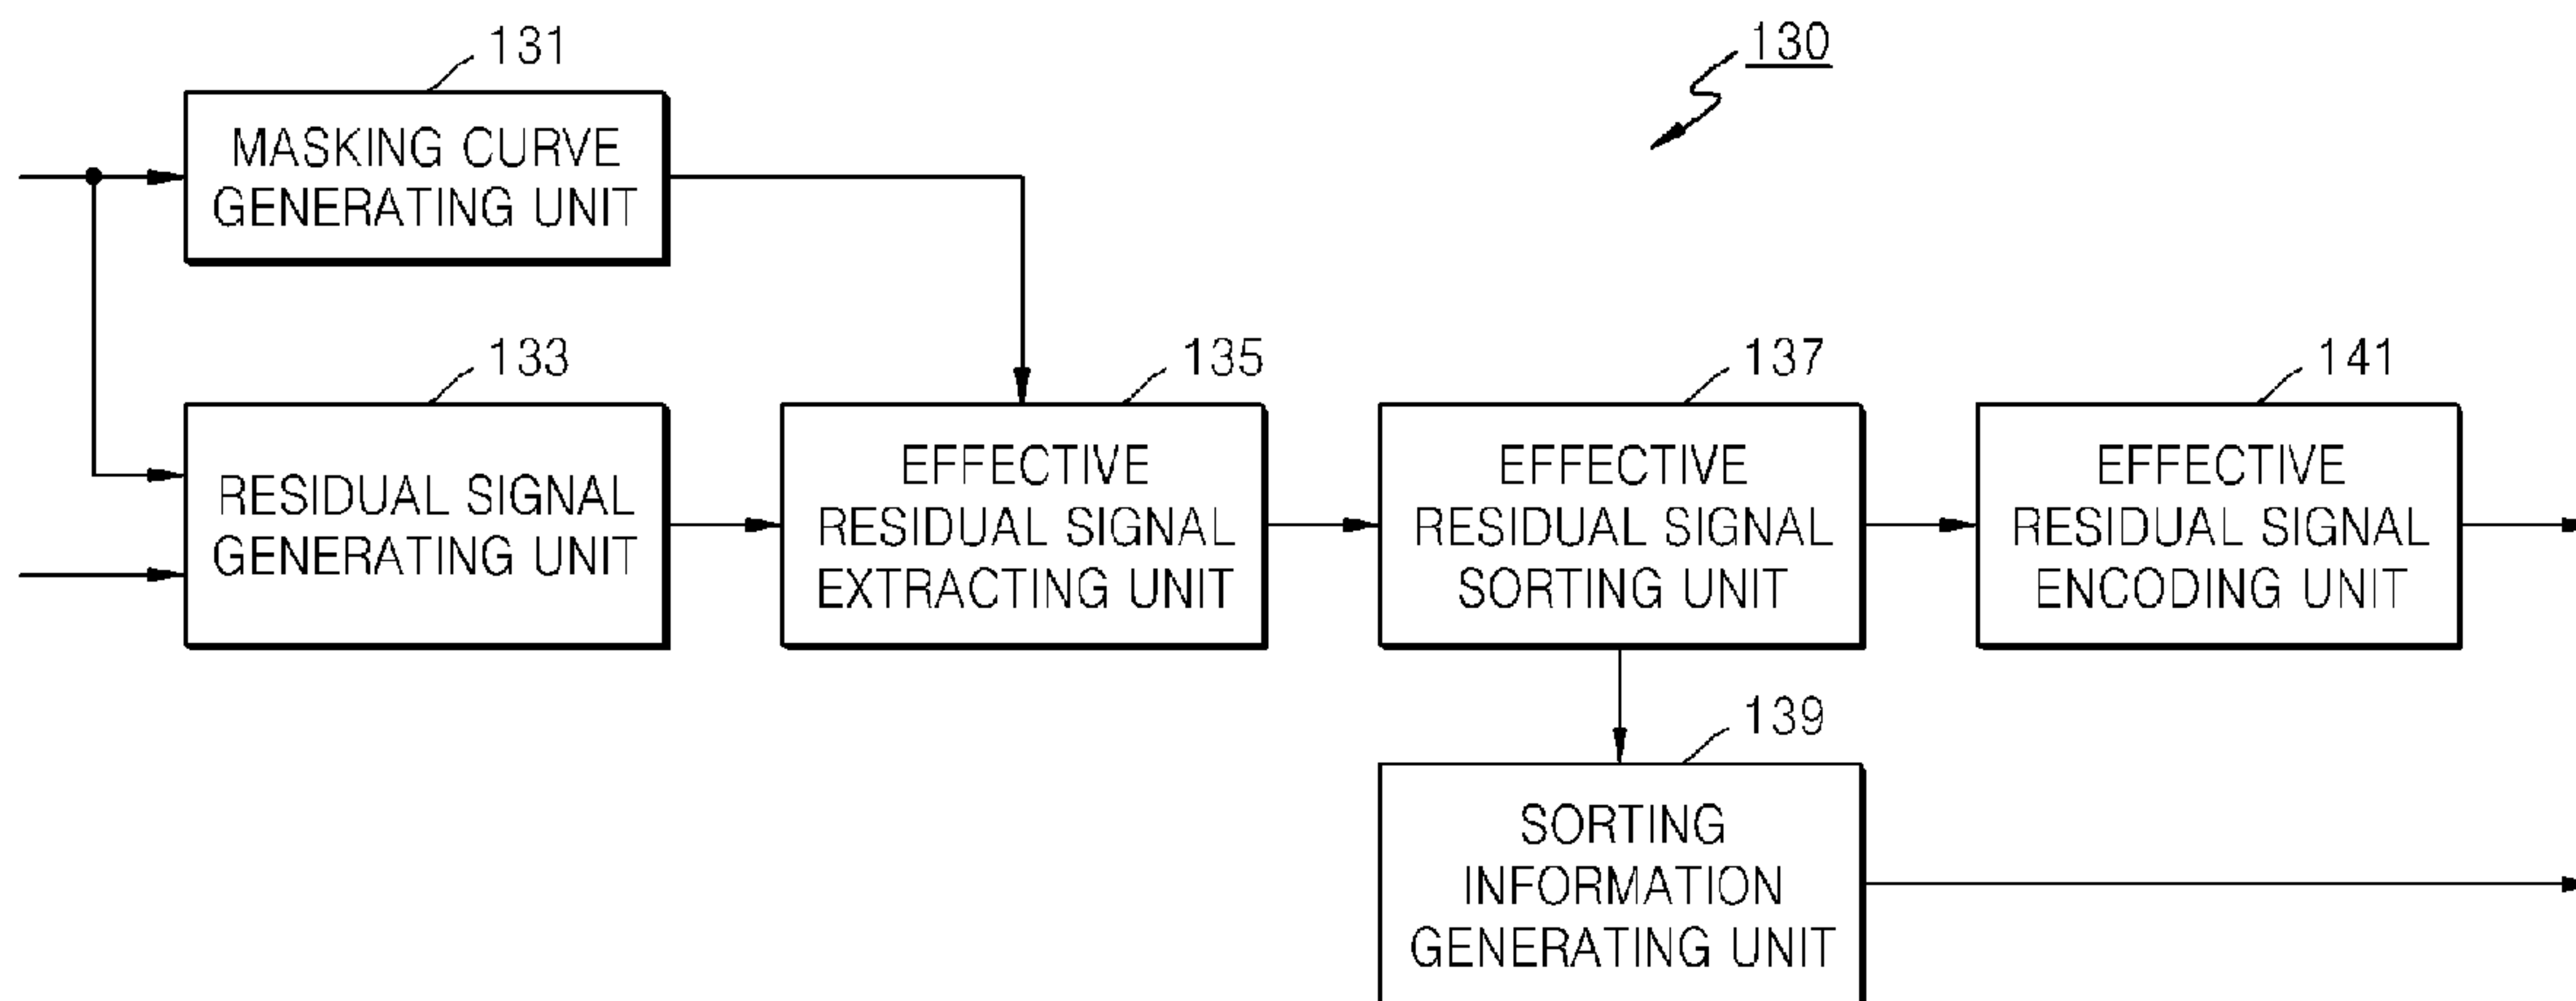 130
131
MASKING CURVE
GENERATING UNIT
133
RESIDUAL SIGNAL
GENERATING UNIT
135
EFFECTIVE
RESIDUAL SIGNAL
EXTRACTING UNIT
137
EFFECTIVE
RESIDUAL SIGNAL
SORTING UNIT
141
EFFECTIVE
RESIDUAL SIGNAL
ENCODING UNIT
139
SORTING
INFORMATION
GENERATING UNIT